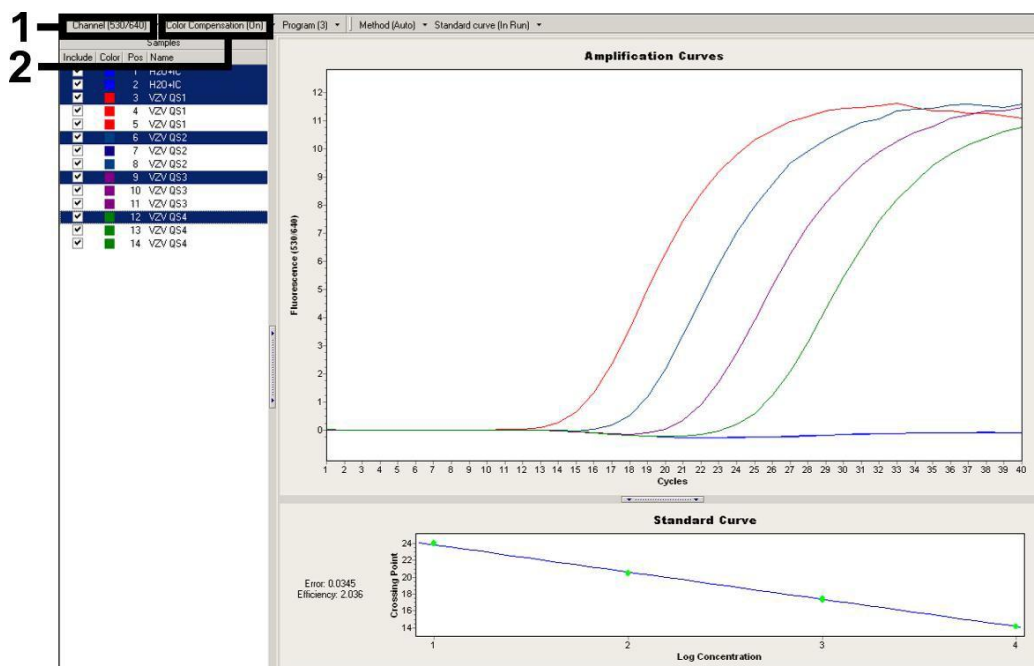 1 Channel (530/640) Color Compensation (On) Program (3) Method (Auto) Standard curve (In Run)
2
Samples
Include Color Pos Name
1 H20+IC
2 H20+IC
3 VZV QS1
4 VZV QS1
5 VZV QS1
6 VZV QS2
7 VZV QS2
8 VZV QS2
9 VZV QS3
10 VZV QS3
11 VZV QS3
12 VZV QS4
13 VZV QS4
14 VZV QS4
Amplification Curves
Fluorescence (530/640)
12
11
10
9
8
7
6
5
4
3
2
1
0
1 2 3 4 5 6 7 8 9 10 11 12 13 14 15 16 17 18 19 20 21 22 23 24 25 26 27 28 29 30 31 32 33 34 35 36 37 38 39 40
Cycles
Standard Curve
Error: 0.0345
Efficiency: 2.036
Crossing Point
24
22
20
18
16
14
1 2 3 4
Log Concentration